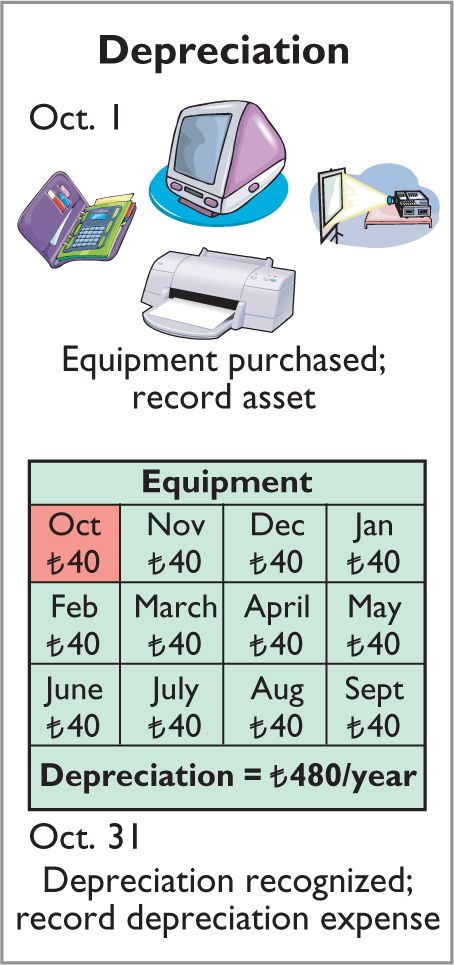 Depreciation
Oct. 1
Equipment purchased;
record asset
Equipment
Oct Nov Dec Jan
₺40 ₺40 ₺40 ₺40
Feb March April May
₺40 ₺40 ₺40 ₺40
June July Aug Sept
₺40 ₺40 ₺40 ₺40
Depreciation = ₺480/year
Oct. 31
Depreciation recognized;
record depreciation expense